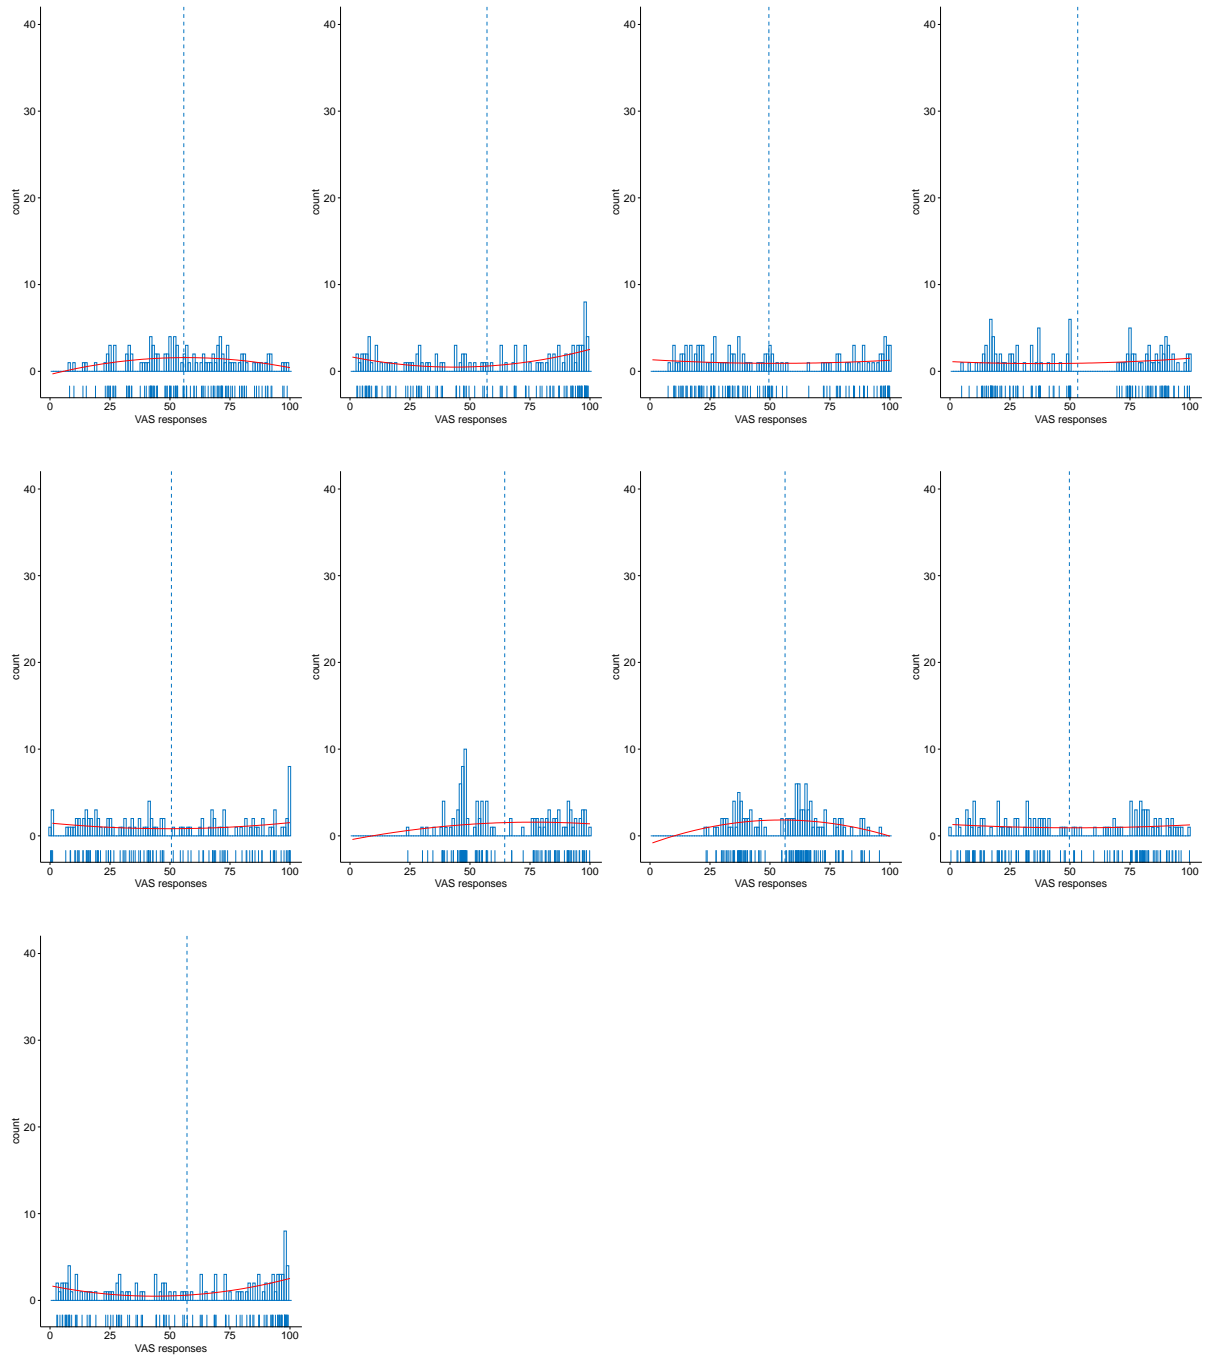 40 40 40 40
30 30 30 30
count count count count
20 20 20 20
10 10 10 10
0 0 0 0
0 25 50 75 100 0 25 50 75 100 0 25 50 75 100 0 25 50 75 100
VAS responses VAS responses VAS responses VAS responses
40 40 40 40
30 30 30 30
count count count count
20 20 20 20
10 10 10 10
0 0 0 0
0 25 50 75 100 0 25 50 75 100 0 25 50 75 100 0 25 50 75 100
VAS responses VAS responses VAS responses VAS responses
40
30
count
20
10
0
0 25 50 75 100
VAS responses